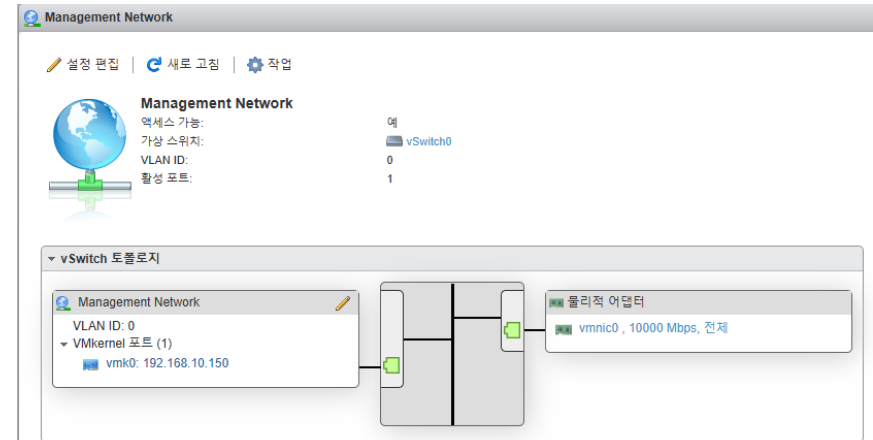 Management Network
설정 편집 | 새로 고침 | 작업
Management Network
액세스 가능: 예
가상 스위치: vSwitch0
VLAN ID: 0
활성 포트: 1
vSwitch 토폴로지
Management Network
VLAN ID: 0
VMkernel 포트 (1)
vmk0: 192.168.10.150
물리적 어댑터
vmnic0 , 10000 Mbps, 전체